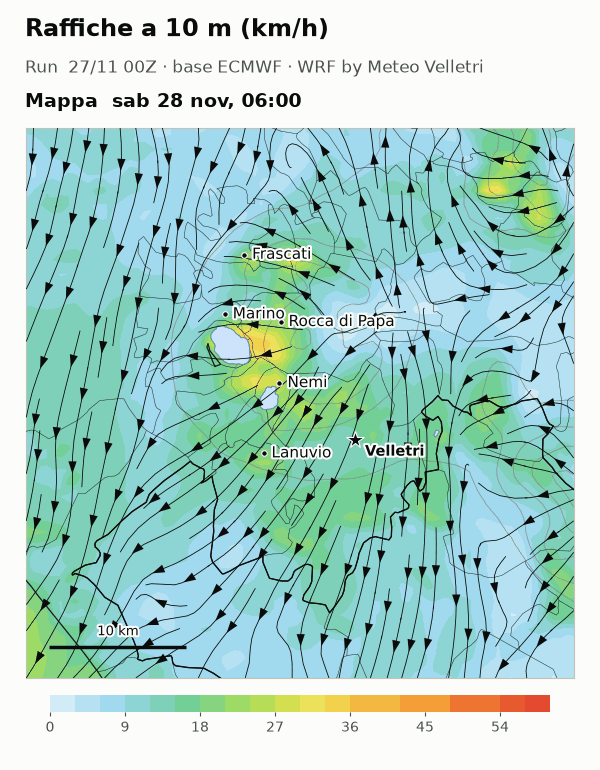 Raffiche a 10 m (km/h)
Run  27/11 00Z · base ECMWF · WRF by Meteo Velletri
Mappa  sab 28 nov, 06:00
Frascati
Marino
Rocca di Papa
Nemi
Velletri
Lanuvio
10 km
0 9 18 27 36 45 54